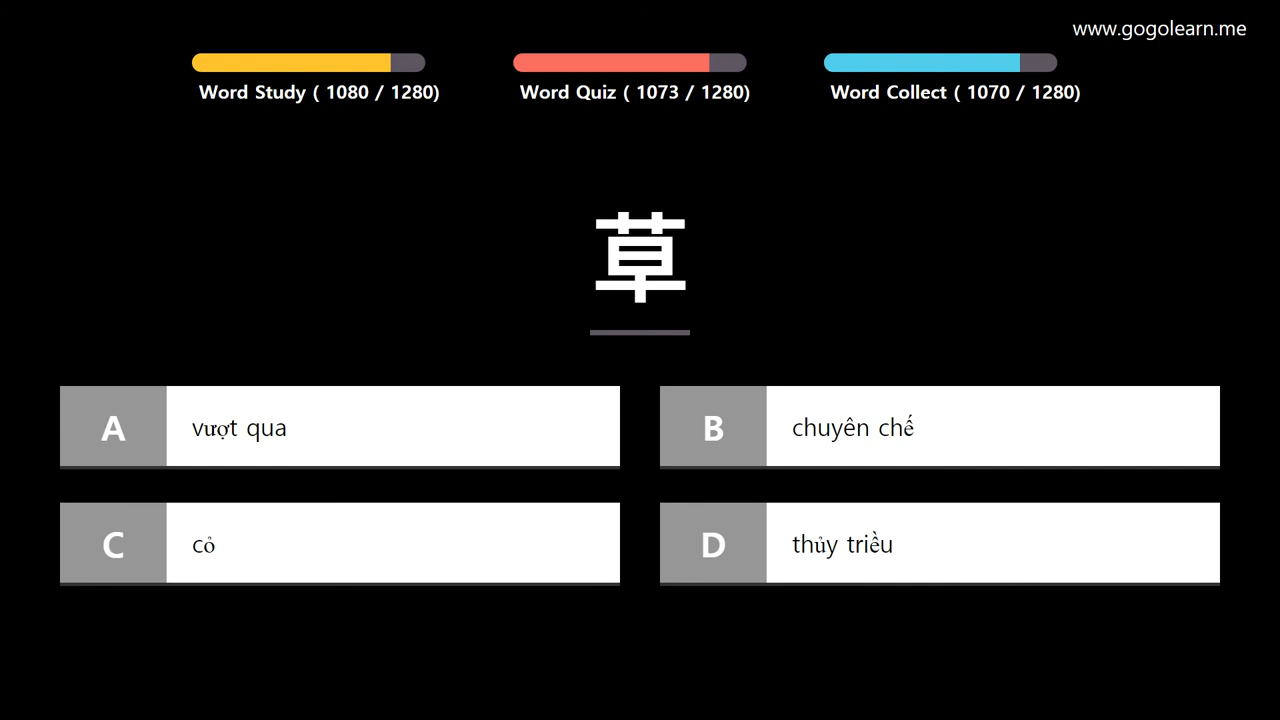 www.gogolearn.me
Word Study ( 1080 / 1280)
Word Quiz ( 1073 / 1280)
Word Collect ( 1070 / 1280)
草
A vượt qua
B chuyên chế
C cỏ
D thủy triều